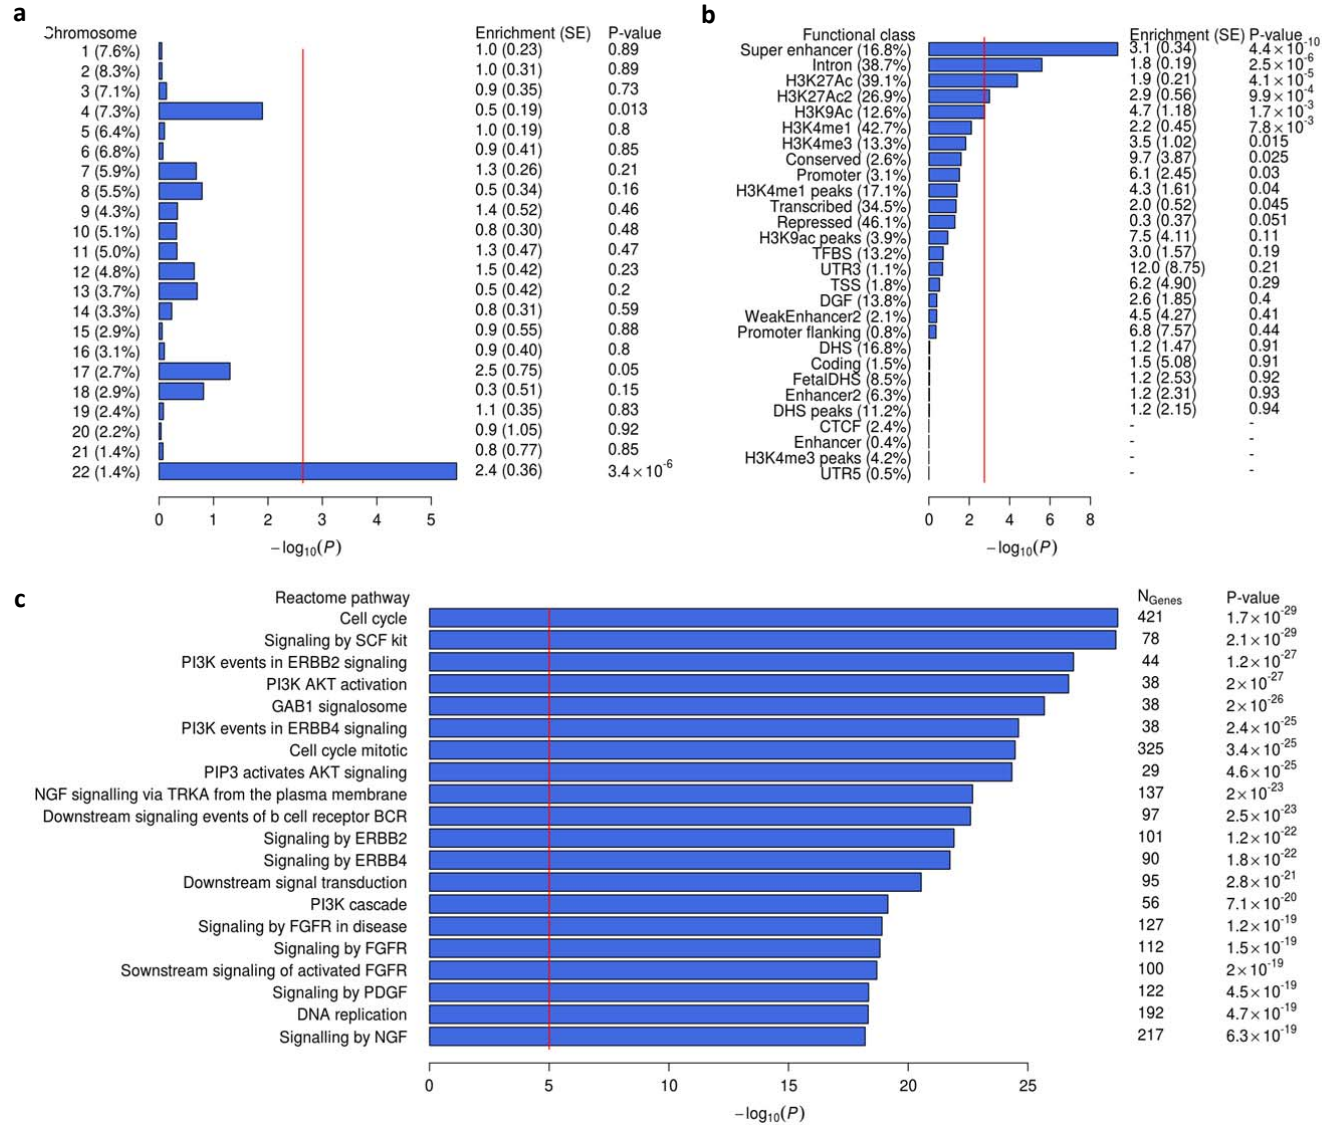 a
Chromosome Enrichment (SE) P-value
1 (7.6%) 1.0 (0.23) 0.89
2 (8.3%) 1.0 (0.31) 0.89
3 (7.1%) 0.9 (0.35) 0.73
4 (7.3%) 0.5 (0.19) 0.013
5 (6.4%) 1.0 (0.19) 0.8
6 (6.8%) 0.9 (0.41) 0.85
7 (5.9%) 1.3 (0.26) 0.21
8 (5.5%) 0.5 (0.34) 0.16
9 (4.3%) 1.4 (0.52) 0.46
10 (5.1%) 0.8 (0.30) 0.48
11 (5.0%) 1.3 (0.47) 0.47
12 (4.8%) 1.5 (0.42) 0.23
13 (3.7%) 0.5 (0.42) 0.2
14 (3.3%) 0.8 (0.31) 0.59
15 (2.9%) 0.9 (0.55) 0.88
16 (3.1%) 0.9 (0.40) 0.8
17 (2.7%) 2.5 (0.75) 0.05
18 (2.9%) 0.3 (0.51) 0.15
19 (2.4%) 1.1 (0.35) 0.83
20 (2.2%) 0.9 (1.05) 0.92
21 (1.4%) 0.8 (0.77) 0.85
22 (1.4%) 2.4 (0.36) 3.4×10⁻⁶
0 1 2 3 4 5
−log₁₀(P)
b
Functional class Enrichment (SE) P-value
Super enhancer (16.8%) 3.1 (0.34) 4.4×10⁻¹⁰
Intron (38.7%) 1.8 (0.19) 2.5×10⁻⁶
H3K27Ac (39.1%) 1.9 (0.21) 4.1×10⁻⁵
H3K27Ac2 (26.9%) 2.9 (0.56) 9.9×10⁻⁴
H3K9Ac (12.6%) 4.7 (1.18) 1.7×10⁻³
H3K4me1 (42.7%) 2.2 (0.45) 7.8×10⁻³
H3K4me3 (13.3%) 3.5 (1.02) 0.015
Conserved (2.6%) 9.7 (3.87) 0.025
Promoter (3.1%) 6.1 (2.45) 0.03
H3K4me1 peaks (17.1%) 4.3 (1.61) 0.04
Transcribed (34.5%) 2.0 (0.52) 0.045
Repressed (46.1%) 0.3 (0.37) 0.051
H3K9ac peaks (3.9%) 7.5 (4.11) 0.11
TFBS (13.2%) 3.0 (1.57) 0.19
UTR3 (1.1%) 12.0 (8.75) 0.21
TSS (1.8%) 6.2 (4.90) 0.29
DGF (13.8%) 2.6 (1.85) 0.4
WeakEnhancer2 (2.1%) 4.5 (4.27) 0.41
Promoter flanking (0.8%) 6.8 (7.57) 0.44
DHS (16.8%) 1.2 (1.47) 0.91
Coding (1.5%) 1.5 (5.08) 0.91
FetalDHS (8.5%) 1.2 (2.53) 0.92
Enhancer2 (6.3%) 1.2 (2.31) 0.93
DHS peaks (11.2%) 1.2 (2.15) 0.94
CTCF (2.4%) - -
Enhancer (0.4%) - -
H3K4me3 peaks (4.2%) - -
UTR5 (0.5%) - -
0 2 4 6 8
−log₁₀(P)
c
Reactome pathway N_Genes P-value
Cell cycle 421 1.7×10⁻²⁹
Signaling by SCF kit 78 2.1×10⁻²⁹
PI3K events in ERBB2 signaling 44 1.2×10⁻²⁷
PI3K AKT activation 38 2×10⁻²⁷
GAB1 signalosome 38 2×10⁻²⁶
PI3K events in ERBB4 signaling 38 2.4×10⁻²⁵
Cell cycle mitotic 325 3.4×10⁻²⁵
PIP3 activates AKT signaling 29 4.6×10⁻²⁵
NGF signalling via TRKA from the plasma membrane 137 2×10⁻²³
Downstream signaling events of b cell receptor BCR 97 2.5×10⁻²³
Signaling by ERBB2 101 1.2×10⁻²²
Signaling by ERBB4 90 1.8×10⁻²²
Downstream signal transduction 95 2.8×10⁻²¹
PI3K cascade 56 7.1×10⁻²⁰
Signaling by FGFR in disease 127 1.2×10⁻¹⁹
Signaling by FGFR 112 1.5×10⁻¹⁹
Sownstream signaling of activated FGFR 100 2×10⁻¹⁹
Signaling by PDGF 122 4.5×10⁻¹⁹
DNA replication 192 4.7×10⁻¹⁹
Signalling by NGF 217 6.3×10⁻¹⁹
0 5 10 15 20 25
−log₁₀(P)